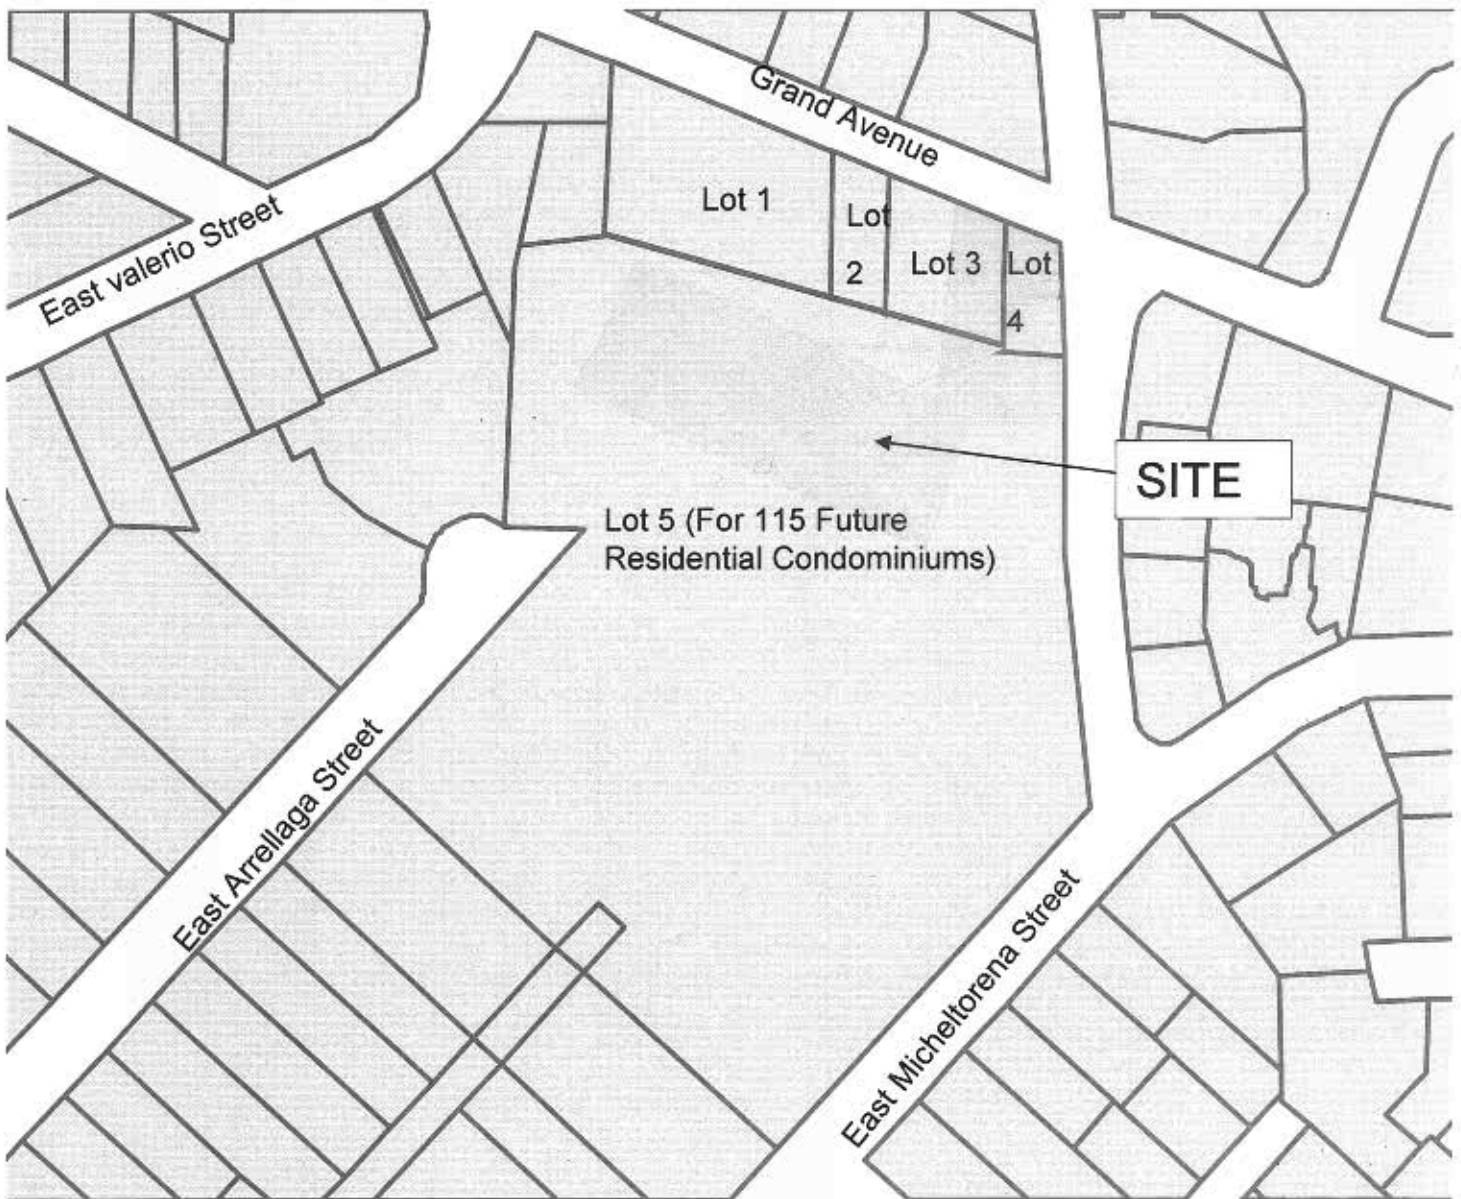 Grand Avenue
Lot 1
Lot
2
Lot 3
Lot
4
East valerio Street
SITE
Lot 5 (For 115 Future
Residential Condominiums)
East Arrellaga Street
East Micheltorena Street